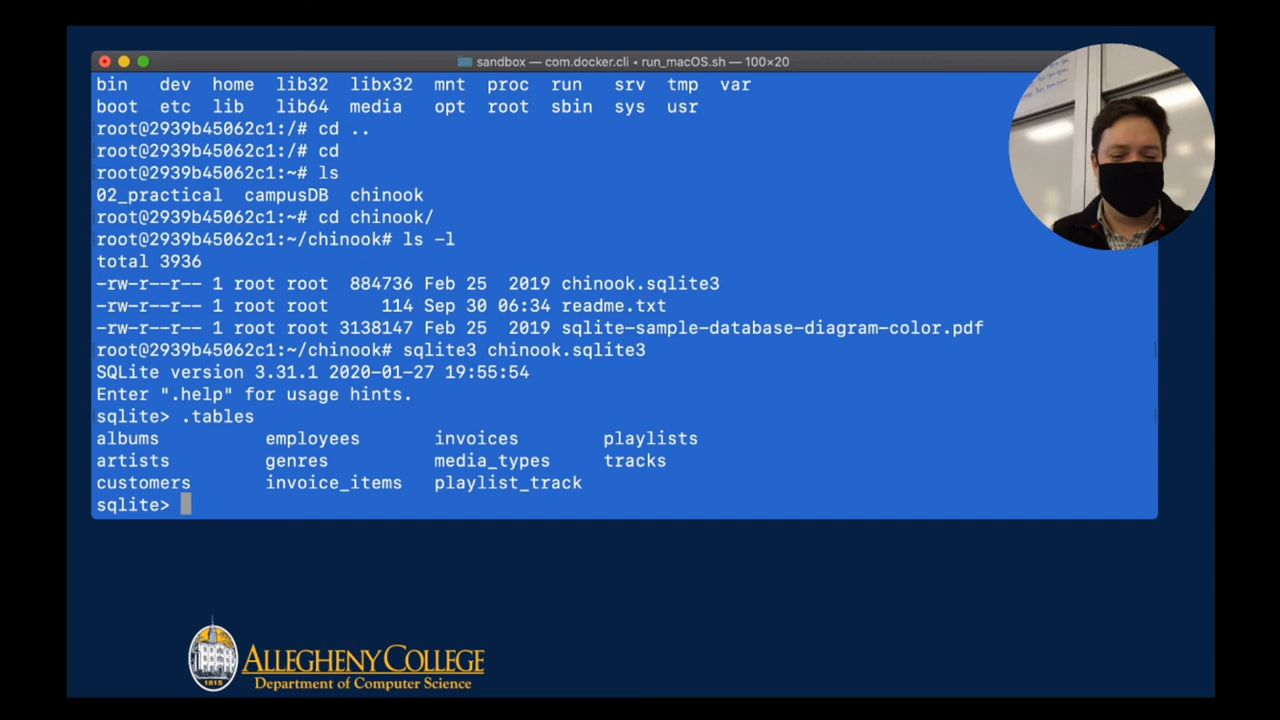 sandbox — com.docker.cli ◂ run_macOS.sh — 100×20
bin dev home lib32 libx32 mnt proc run srv tmp var
boot etc lib lib64 media opt root sbin sys usr
root@2939b45062c1:/# cd ..
root@2939b45062c1:/# cd
root@2939b45062c1:~# ls
02_practical campusDB chinook
root@2939b45062c1:~# cd chinook/
root@2939b45062c1:~/chinook# ls -l
total 3936
-rw-r--r-- 1 root root 884736 Feb 25 2019 chinook.sqlite3
-rw-r--r-- 1 root root 114 Sep 30 06:34 readme.txt
-rw-r--r-- 1 root root 3138147 Feb 25 2019 sqlite-sample-database-diagram-color.pdf
root@2939b45062c1:~/chinook# sqlite3 chinook.sqlite3
SQLite version 3.31.1 2020-01-27 19:55:54
Enter ".help" for usage hints.
sqlite> .tables
albums employees invoices playlists
artists genres media_types tracks
customers invoice_items playlist_track
sqlite>
1815
ALLEGHENY COLLEGE
Department of Computer Science